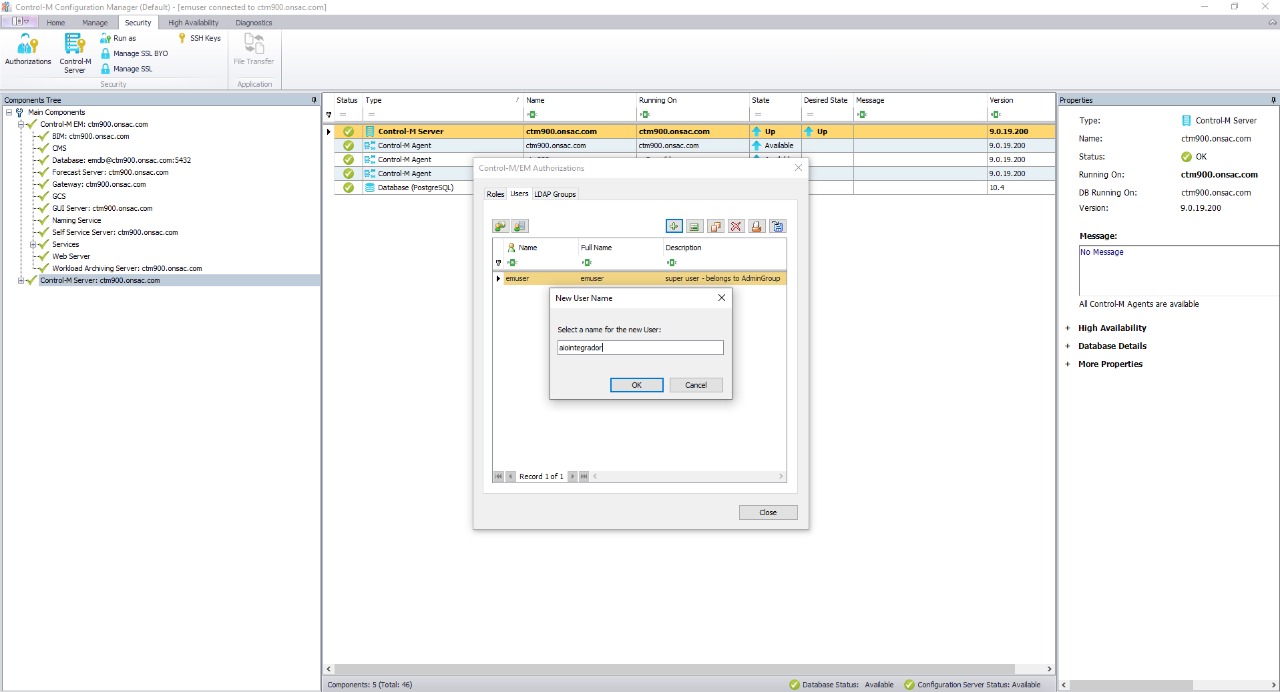 Control-M Configuration Manager (Default) - [emuser connected to ctm900.onsac.com]
Home Manage Security High Availability Diagnostics
Authorizations
Control-M Server
Run as
Manage SSL BYO
Manage SSL
SSH Keys
Security
File Transfer
Application
Components Tree
Main Components
Control-M EM: ctm900.onsac.com
BIM: ctm900.onsac.com
CMS
Database: emdb@ctm900.onsac.com:5432
Forecast Server: ctm900.onsac.com
Gateway: ctm900.onsac.com
GCS
GUI Server: ctm900.onsac.com
Naming Service
Self Service Server: ctm900.onsac.com
Services
Web Server
Workload Archiving Server: ctm900.onsac.com
Control-M Server: ctm900.onsac.com
Status Type / Name Running On State Desired State Message Version
Control-M Server ctm900.onsac.com ctm900.onsac.com Up Up 9.0.19.200
Control-M Agent ctm900.onsac.com ctm900.onsac.com Available 9.0.19.200
Control-M Agent 9.0.19.200
Control-M Agent 9.0.19.200
Database (PostgreSQL) 10.4
Control-M/EM Authorizations
Roles Users LDAP Groups
Name Full Name Description
emuser emuser super user - belongs to AdminGroup
New User Name
Select a name for the new User:
aiointegrador
OK Cancel
Record 1 of 1
Close
Properties
Type: Control-M Server
Name: ctm900.onsac.com
Status: OK
Running On: ctm900.onsac.com
DB Running On: ctm900.onsac.com
Version: 9.0.19.200
Message:
No Message
All Control-M Agents are available
+ High Availability
+ Database Details
+ More Properties
Components: 5 (Total: 46)
Database Status: Available
Configuration Server Status: Available